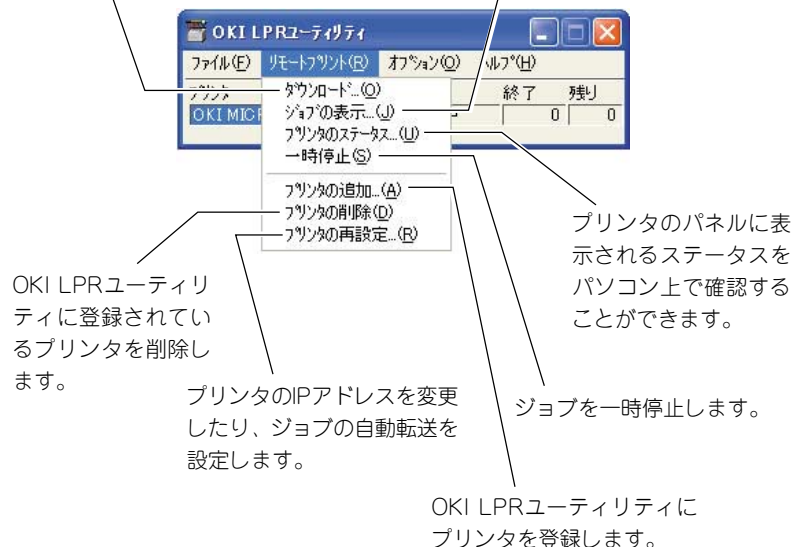 OKI LPRユーティリティ
ファイル(F) リモートプリント(R) オプション(O) ヘルプ(H)
プリンタ 終了 残り
OKI MIC 0 0
ダウンロード...(O)
ジョブの表示...(J)
プリンタのステータス...(U)
一時停止(S)
プリンタの追加...(A)
プリンタの削除(D)
プリンタの再設定...(R)
プリンタのパネルに表
示されるステータスを
パソコン上で確認する
ことができます。
OKI LPRユーティリ
ティに登録されてい
るプリンタを削除し
ます。
プリンタのIPアドレスを変更
したり、ジョブの自動転送を
設定します。
ジョブを一時停止します。
OKI LPRユーティリティに
プリンタを登録します。